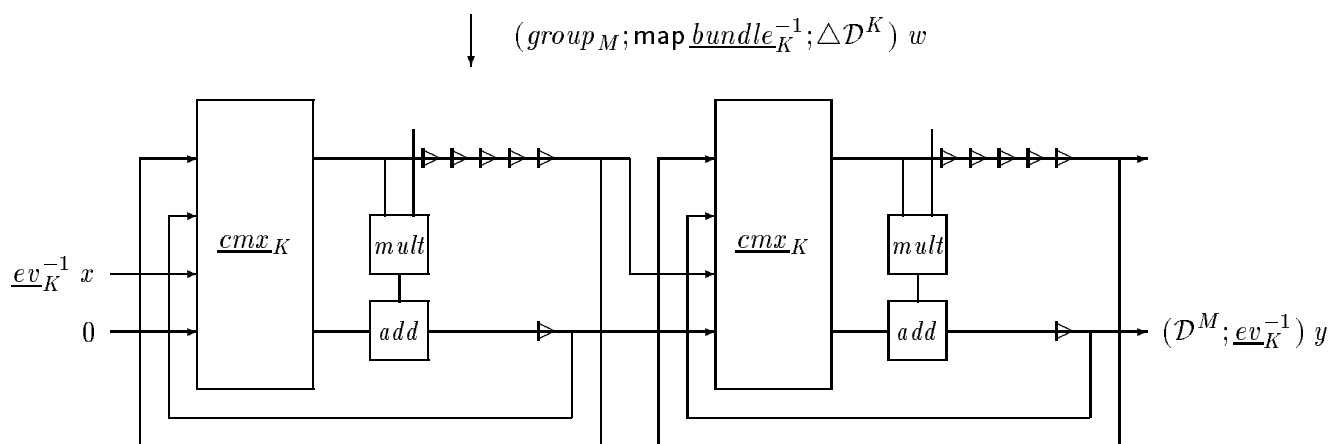 (group_M;map bundle_K^{-1};△𝒟^K) w
cmx_K
mult
add
cmx_K
mult
add
ev_K^{-1} x
0
(𝒟^M;ev_K^{-1}) y